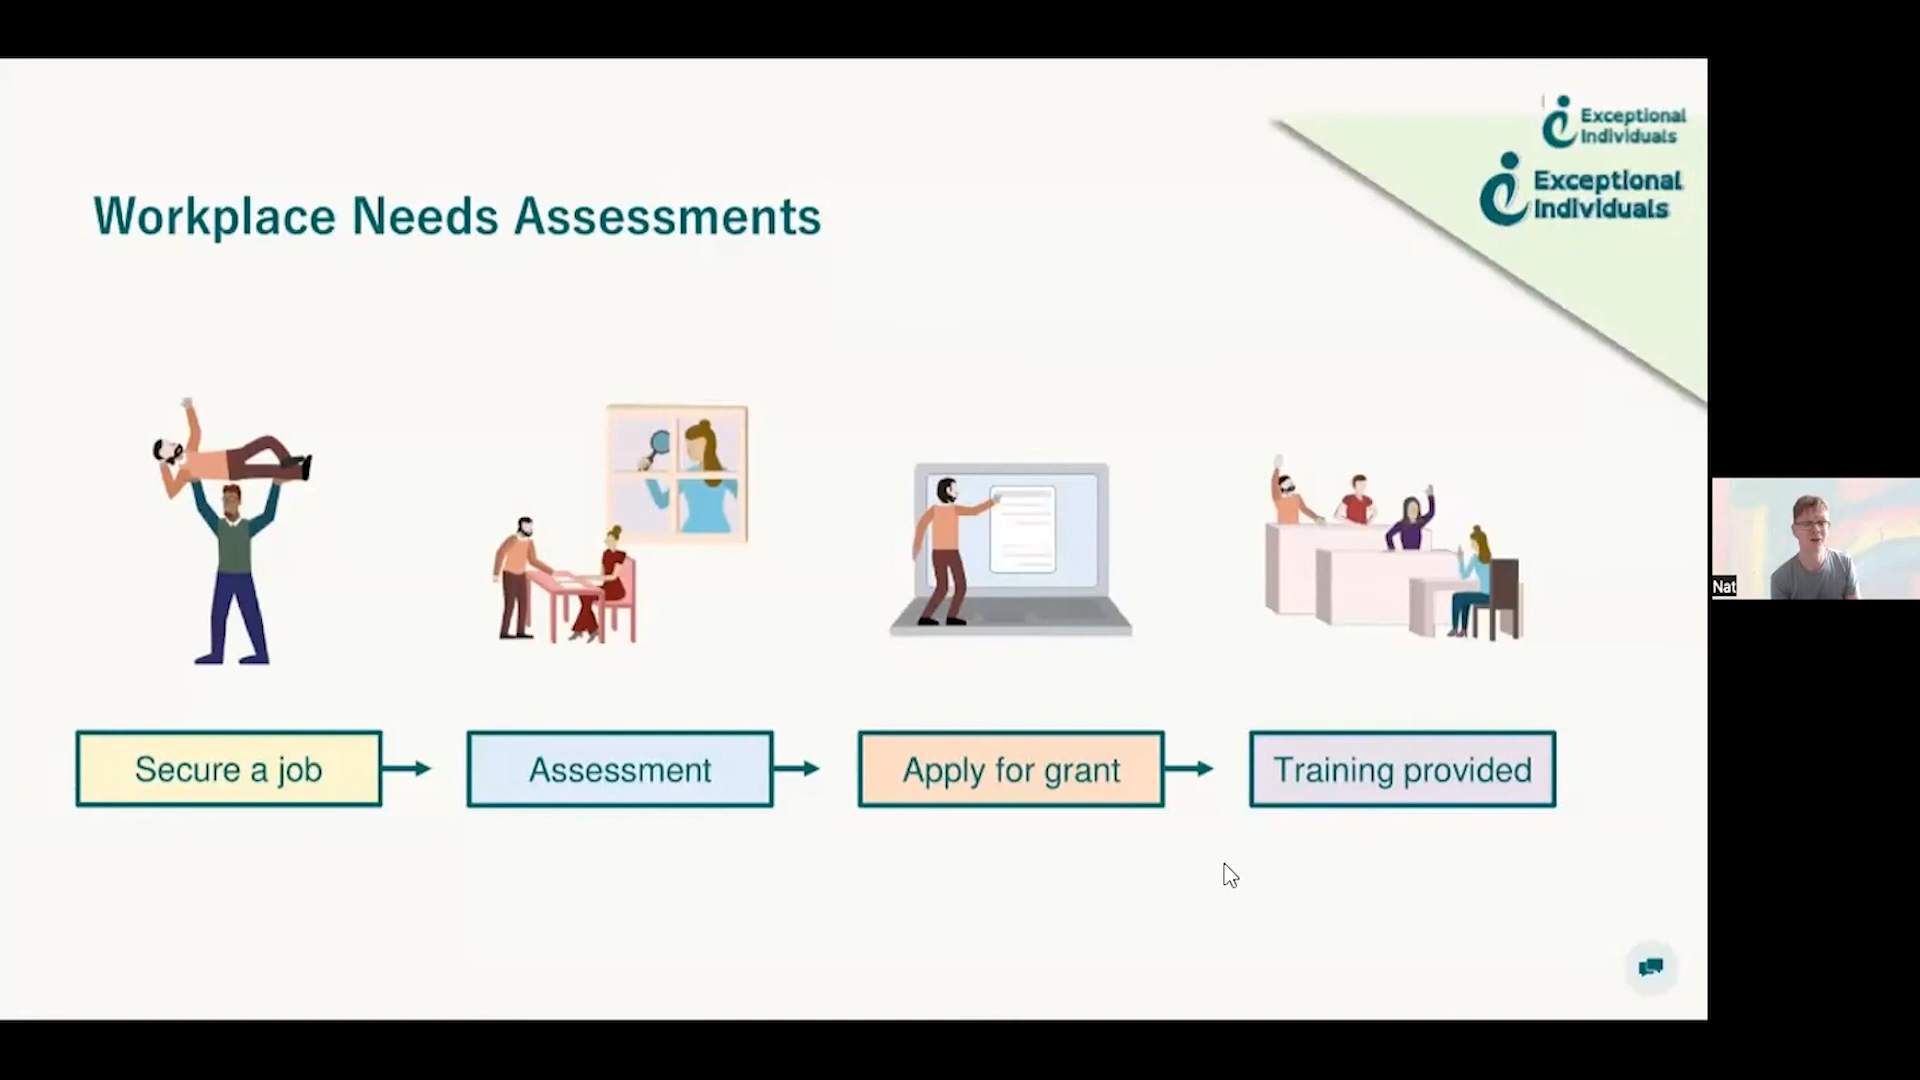 Exceptional
Individuals
Exceptional
Individuals
Workplace Needs Assessments
Secure a job
Assessment
Apply for grant
Training provided
Nat